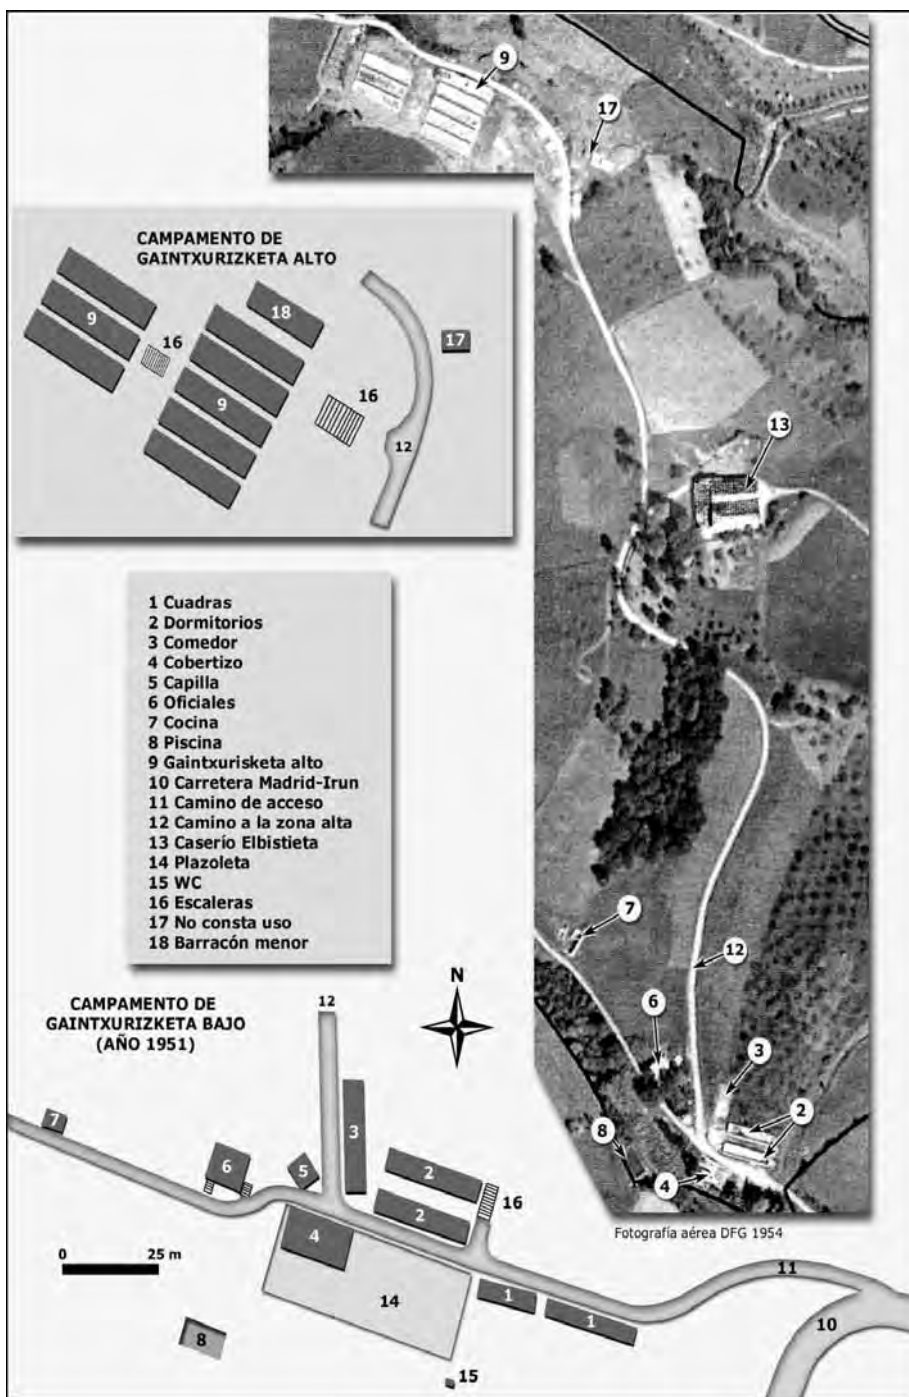 9
17
CAMPAMENTO DE
GAINTXURIZKETA ALTO
9
16
18
17
9
16
12
13
1 Cuadras
2 Dormitorios
3 Comedor
4 Cobertizo
5 Capilla
6 Oficiales
7 Cocina
8 Piscina
9 Gaintxurisketa alto
10 Carretera Madrid-Irun
11 Camino de acceso
12 Camino a la zona alta
13 Caserío Elbistieta
14 Plazoleta
15 WC
16 Escaleras
17 No consta uso
18 Barracón menor
7
12
6
3
2
8
4
Fotografía aérea DFG 1954
CAMPAMENTO DE
GAINTXURIZKETA BAJO
(AÑO 1951)
N
12
7
6
5
3
2
2
16
4
0 25 m
14
1
1
11
10
8
15